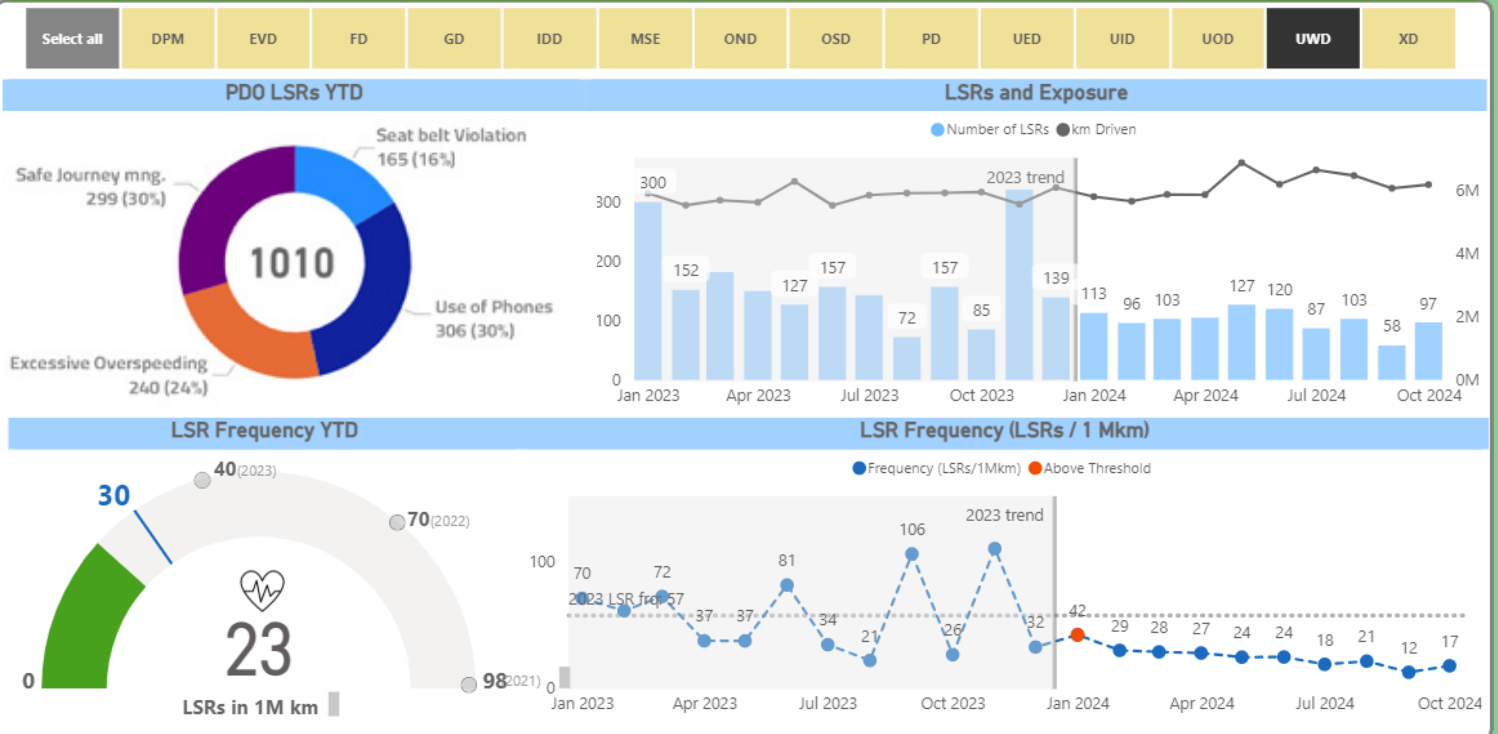 Select all DPM EVD FD GD IDD MSE OND OSD PD UED UID UOD UWD XD
PDO LSRs YTD
Seat belt Violation
165 (16%)
Safe Journey mng.
299 (30%)
1010
Use of Phones
306 (30%)
Excessive Overspeeding
240 (24%)
LSRs and Exposure
Number of LSRs km Driven
2023 trend
300
152
127
157
72
157
85
139
113
96
103
127
120
87
103
58
97
300
200
100
0
6M
4M
2M
0M
Jan 2023 Apr 2023 Jul 2023 Oct 2023 Jan 2024 Apr 2024 Jul 2024 Oct 2024
LSR Frequency YTD
40(2023)
30
70(2022)
23
0
98(2021)
LSRs in 1M km
LSR Frequency (LSRs / 1 Mkm)
Frequency (LSRs/1Mkm) Above Threshold
2023 trend
100
0
70
72
37
37
81
34
21
106
26
32
42
29
28
27
24
24
18
21
12
17
2023 LSR frq: 57
Jan 2023 Apr 2023 Jul 2023 Oct 2023 Jan 2024 Apr 2024 Jul 2024 Oct 2024